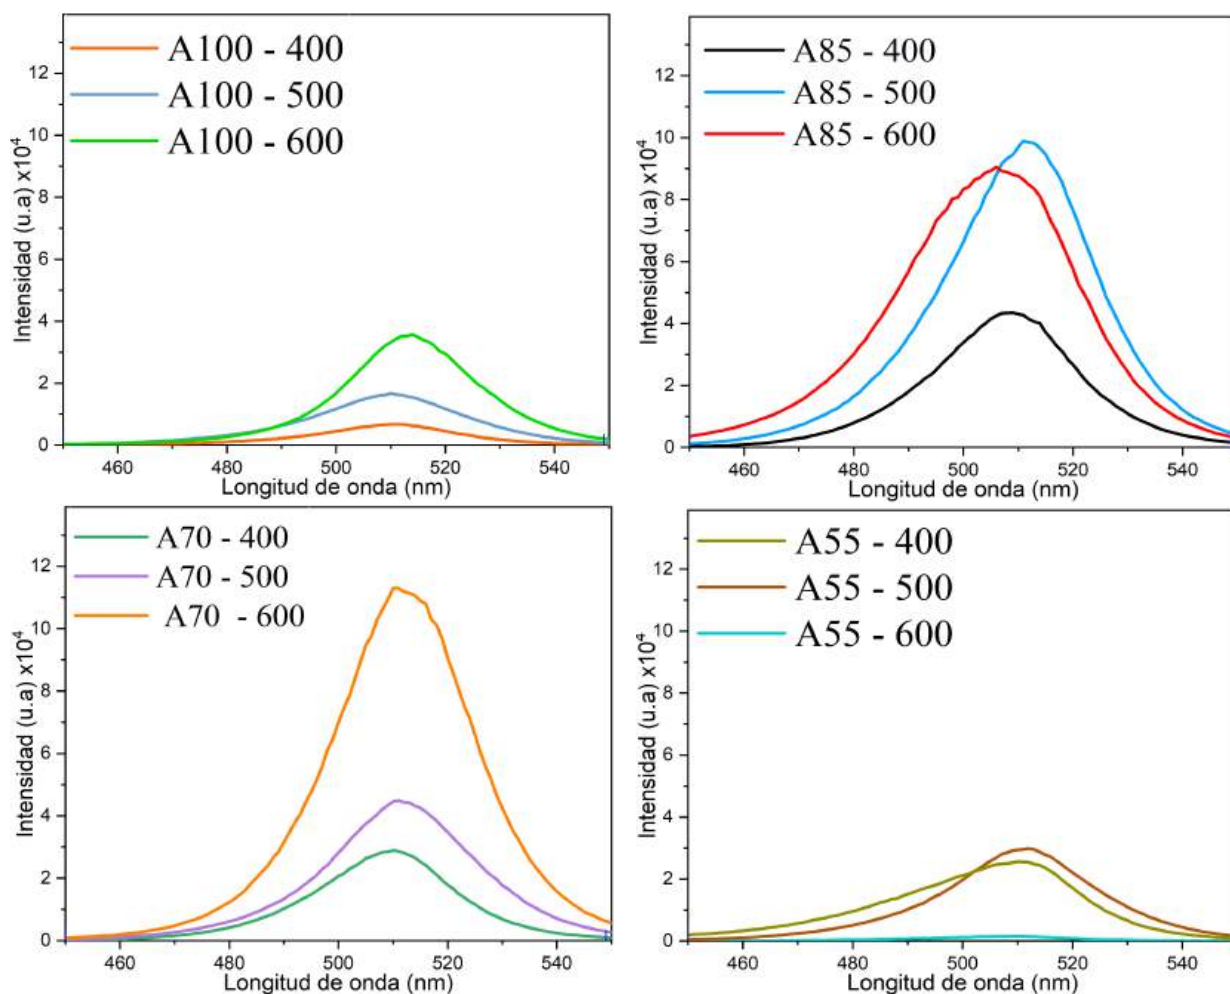 A100 - 400
A100 - 500
A100 - 600
Intensidad (u.a) x10⁴
12
10
8
6
4
2
0
460 480 500 520 540
Longitud de onda (nm)
A85 - 400
A85 - 500
A85 - 600
Intensidad (u.a) x10⁴
12
10
8
6
4
2
0
460 480 500 520 540
Longitud de onda (nm)
A70 - 400
A70 - 500
A70 - 600
Intensidad (u.a) x10⁴
12
10
8
6
4
2
0
460 480 500 520 540
Longitud de onda (nm)
A55 - 400
A55 - 500
A55 - 600
Intensidad (u.a) x10⁴
12
10
8
6
4
2
0
460 480 500 520 540
Longitud de onda (nm)